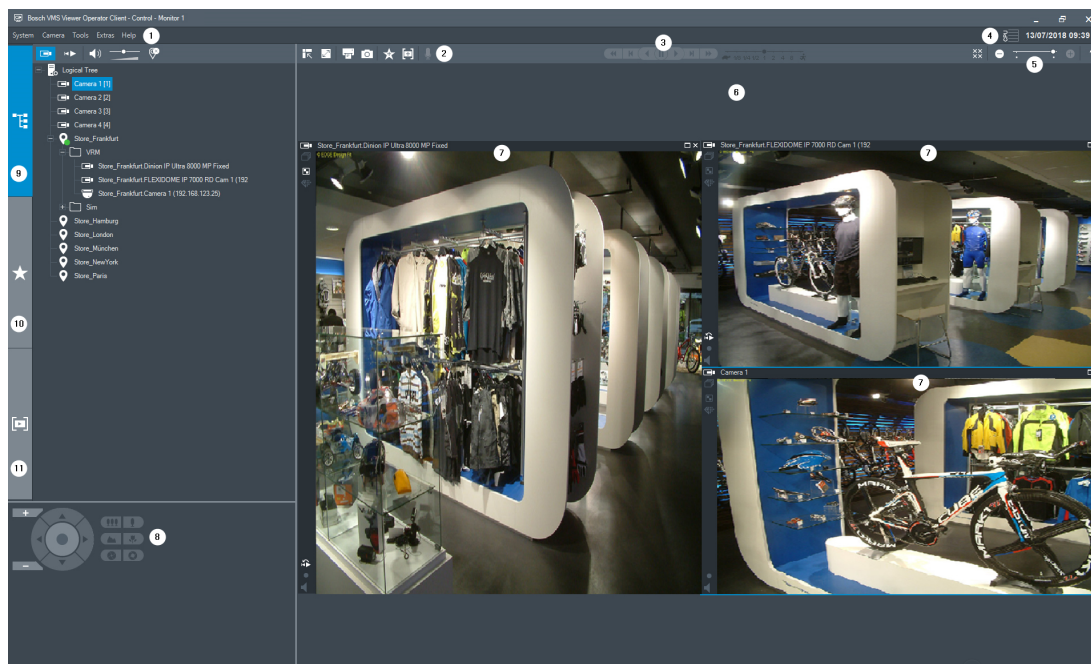 Bosch VMS Viewer Operator Client - Control - Monitor 1
System Camera Tools Extras Help 1
2
3
4
13/07/2018 09:39
5
6
Logical Tree
Camera 1 [1]
Camera 2 [2]
Camera 3 [3]
Camera 4 [4]
Store_Frankfurt
VRM
Store_Frankfurt.Dinion IP Ultra 8000 MP Fixed
Store_Frankfurt.FLEXIDOME IP 7000 RD Cam 1 (192
Store_Frankfurt.Camera 1 (192.168.123.25)
Sim
Store_Hamburg
Store_London
Store_München
Store_NewYork
Store_Paris
9
10
11
8
Store_Frankfurt.Dinion IP Ultra 8000 MP Fixed
7
Store_Frankfurt.FLEXIDOME IP 7000 RD Cam 1 (192
7
Camera 1
7
CUBE